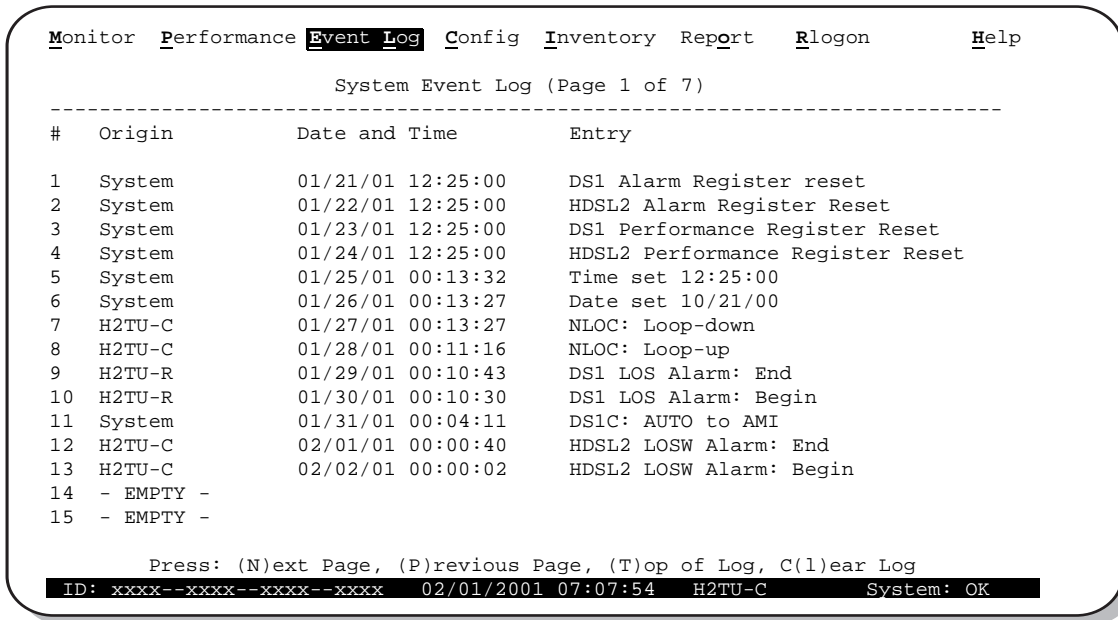 Monitor Performance Event Log Config Inventory Report Rlogon Help
System Event Log (Page 1 of 7)
--------------------------------------------------------------------------------
# Origin Date and Time Entry
1 System 01/21/01 12:25:00 DS1 Alarm Register reset
2 System 01/22/01 12:25:00 HDSL2 Alarm Register Reset
3 System 01/23/01 12:25:00 DS1 Performance Register Reset
4 System 01/24/01 12:25:00 HDSL2 Performance Register Reset
5 System 01/25/01 00:13:32 Time set 12:25:00
6 System 01/26/01 00:13:27 Date set 10/21/00
7 H2TU-C 01/27/01 00:13:27 NLOC: Loop-down
8 H2TU-C 01/28/01 00:11:16 NLOC: Loop-up
9 H2TU-R 01/29/01 00:10:43 DS1 LOS Alarm: End
10 H2TU-R 01/30/01 00:10:30 DS1 LOS Alarm: Begin
11 System 01/31/01 00:04:11 DS1C: AUTO to AMI
12 H2TU-C 02/01/01 00:00:40 HDSL2 LOSW Alarm: End
13 H2TU-C 02/02/01 00:00:02 HDSL2 LOSW Alarm: Begin
14 - EMPTY -
15 - EMPTY -
Press: (N)ext Page, (P)revious Page, (T)op of Log, C(l)ear Log
ID: xxxx--xxxx--xxxx--xxxx 02/01/2001 07:07:54 H2TU-C System: OK